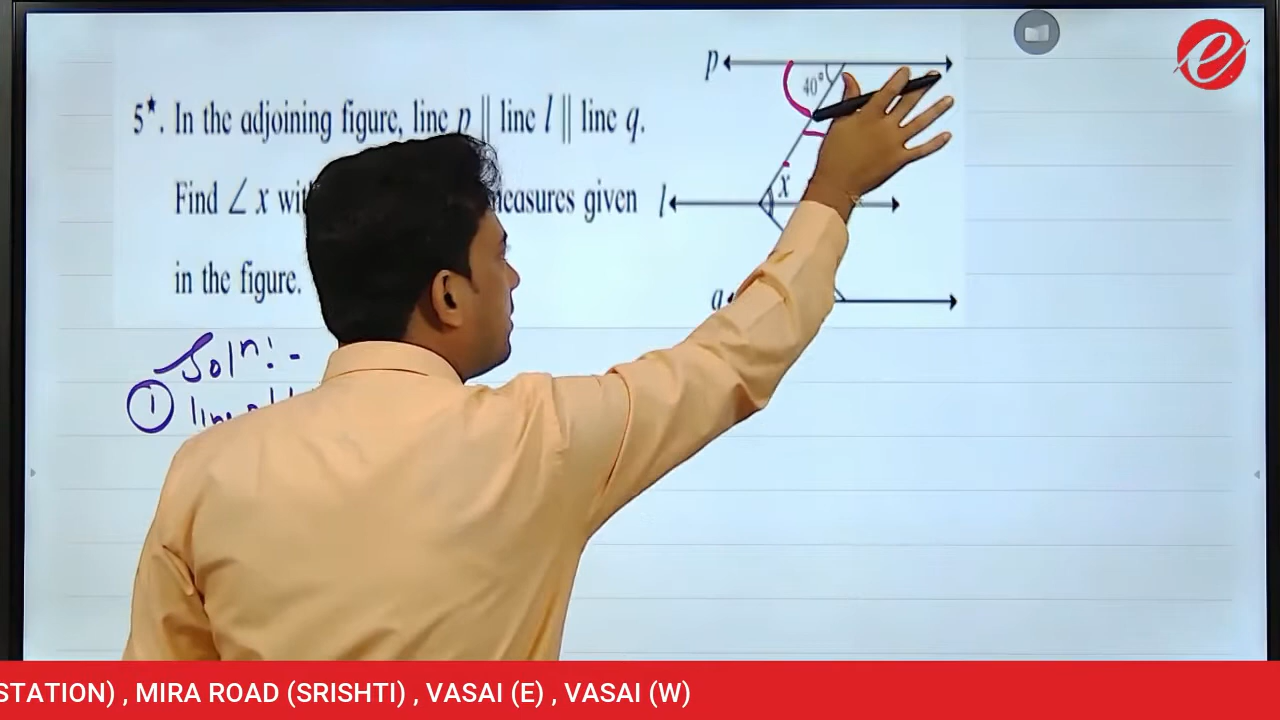 5*. In the adjoining figure, line p || line l || line q.
Find ∠ x measures given
in the figure.
p
40°
x
l
q
Soln:-
①
e
STATION) , MIRA ROAD (SRISHTI) , VASAI (E) , VASAI (W)